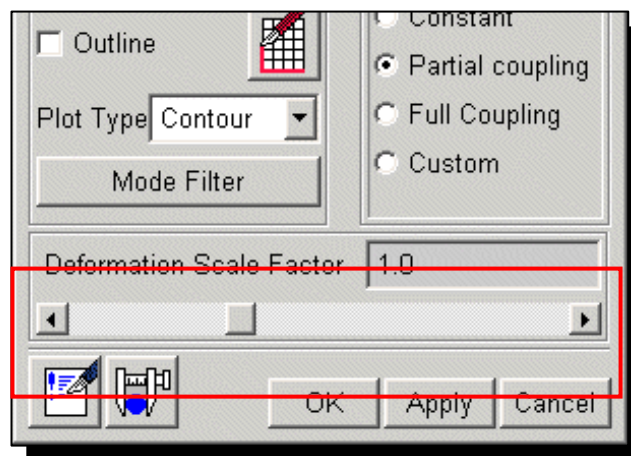 Constant
Outline
Partial coupling
Plot Type Contour
Full Coupling
Custom
Mode Filter
Deformation Scale Factor 1.0
OK Apply Cancel